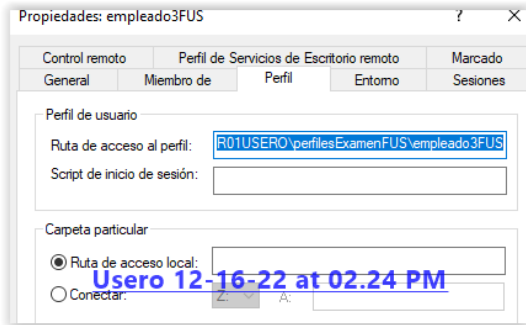 Propiedades: empleado3FUS ? ×
Control remoto Perfil de Servicios de Escritorio remoto Marcado
General Miembro de Perfil Entorno Sesiones
Perfil de usuario
Ruta de acceso al perfil: R01USERO\perfilesExamenFUS\empleado3FUS
Script de inicio de sesión:
Carpeta particular
Ruta de acceso local:
Usero 12-16-22 at 02.24 PM
Conectar: Z: A: